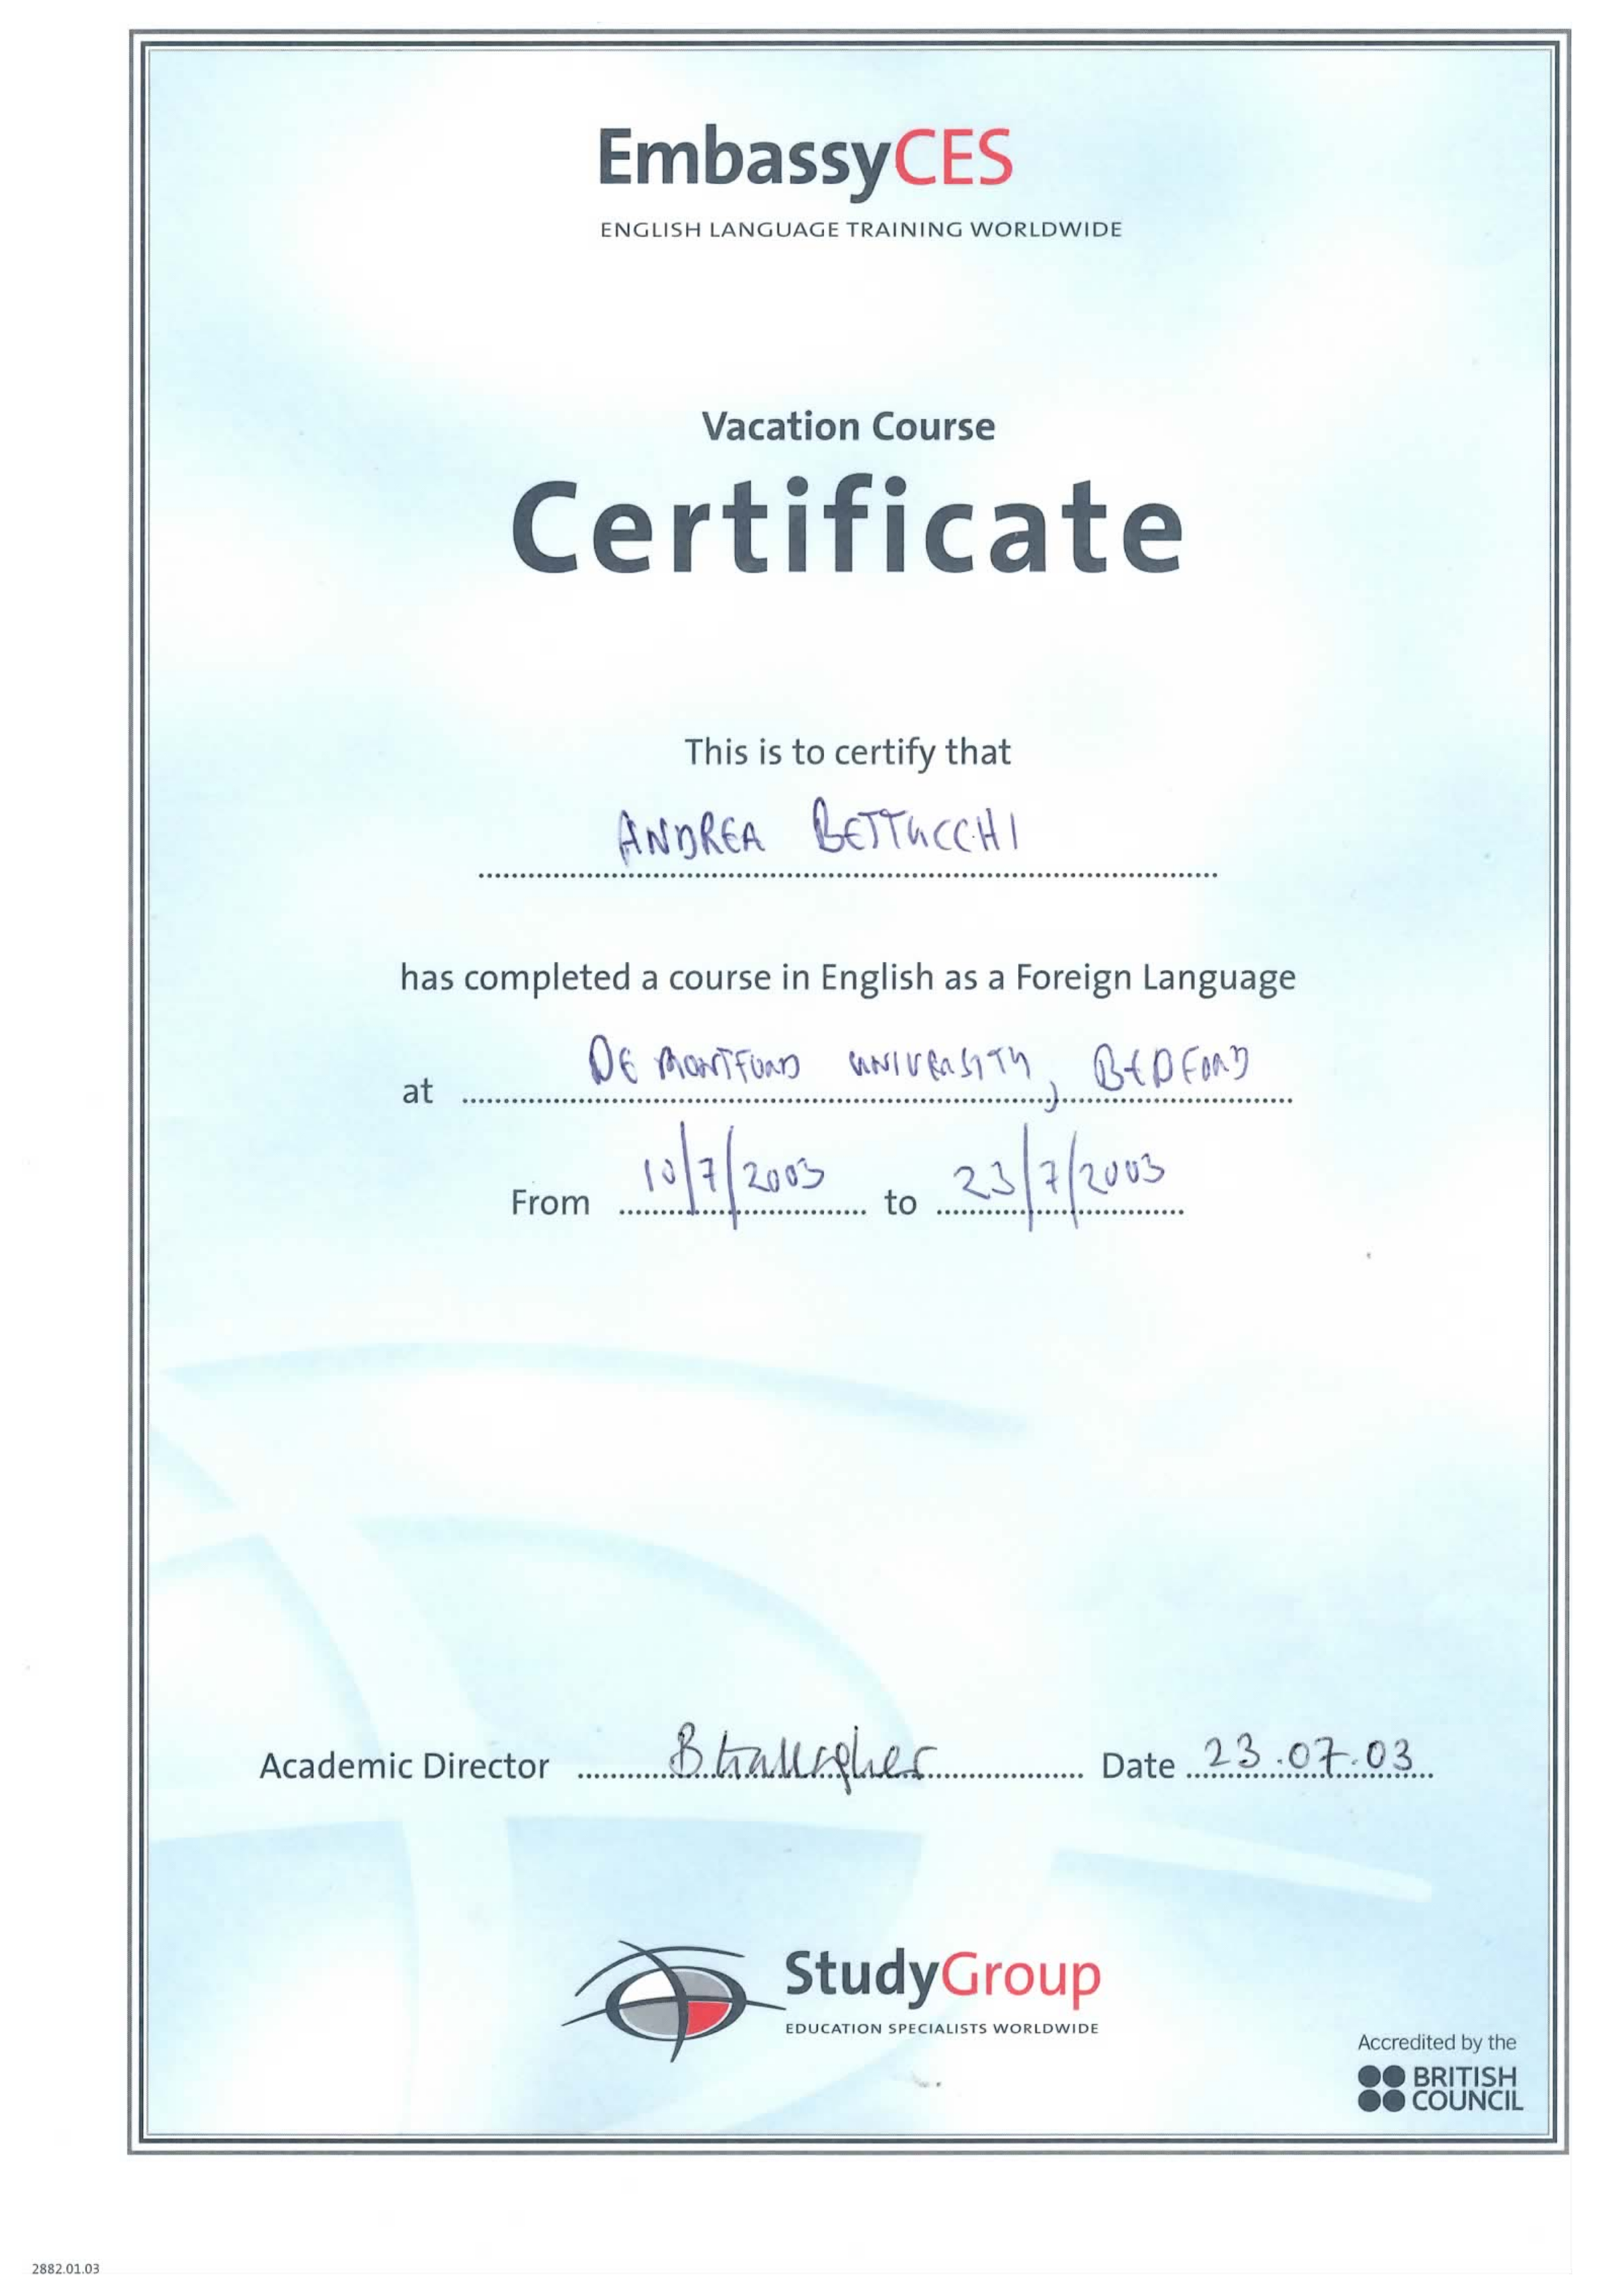 EmbassyCES
ENGLISH LANGUAGE TRAINING WORLDWIDE
Vacation Course
Certificate
This is to certify that
ANDREA BETTUCCHI
has completed a course in English as a Foreign Language
at DE MONTFORD UNIVERSITY, BEDFORD
From 10/7/2003 to 23/7/2003
Academic Director Date 23.07.03
StudyGroup
EDUCATION SPECIALISTS WORLDWIDE
Accredited by the
BRITISH
COUNCIL
2882.01.03